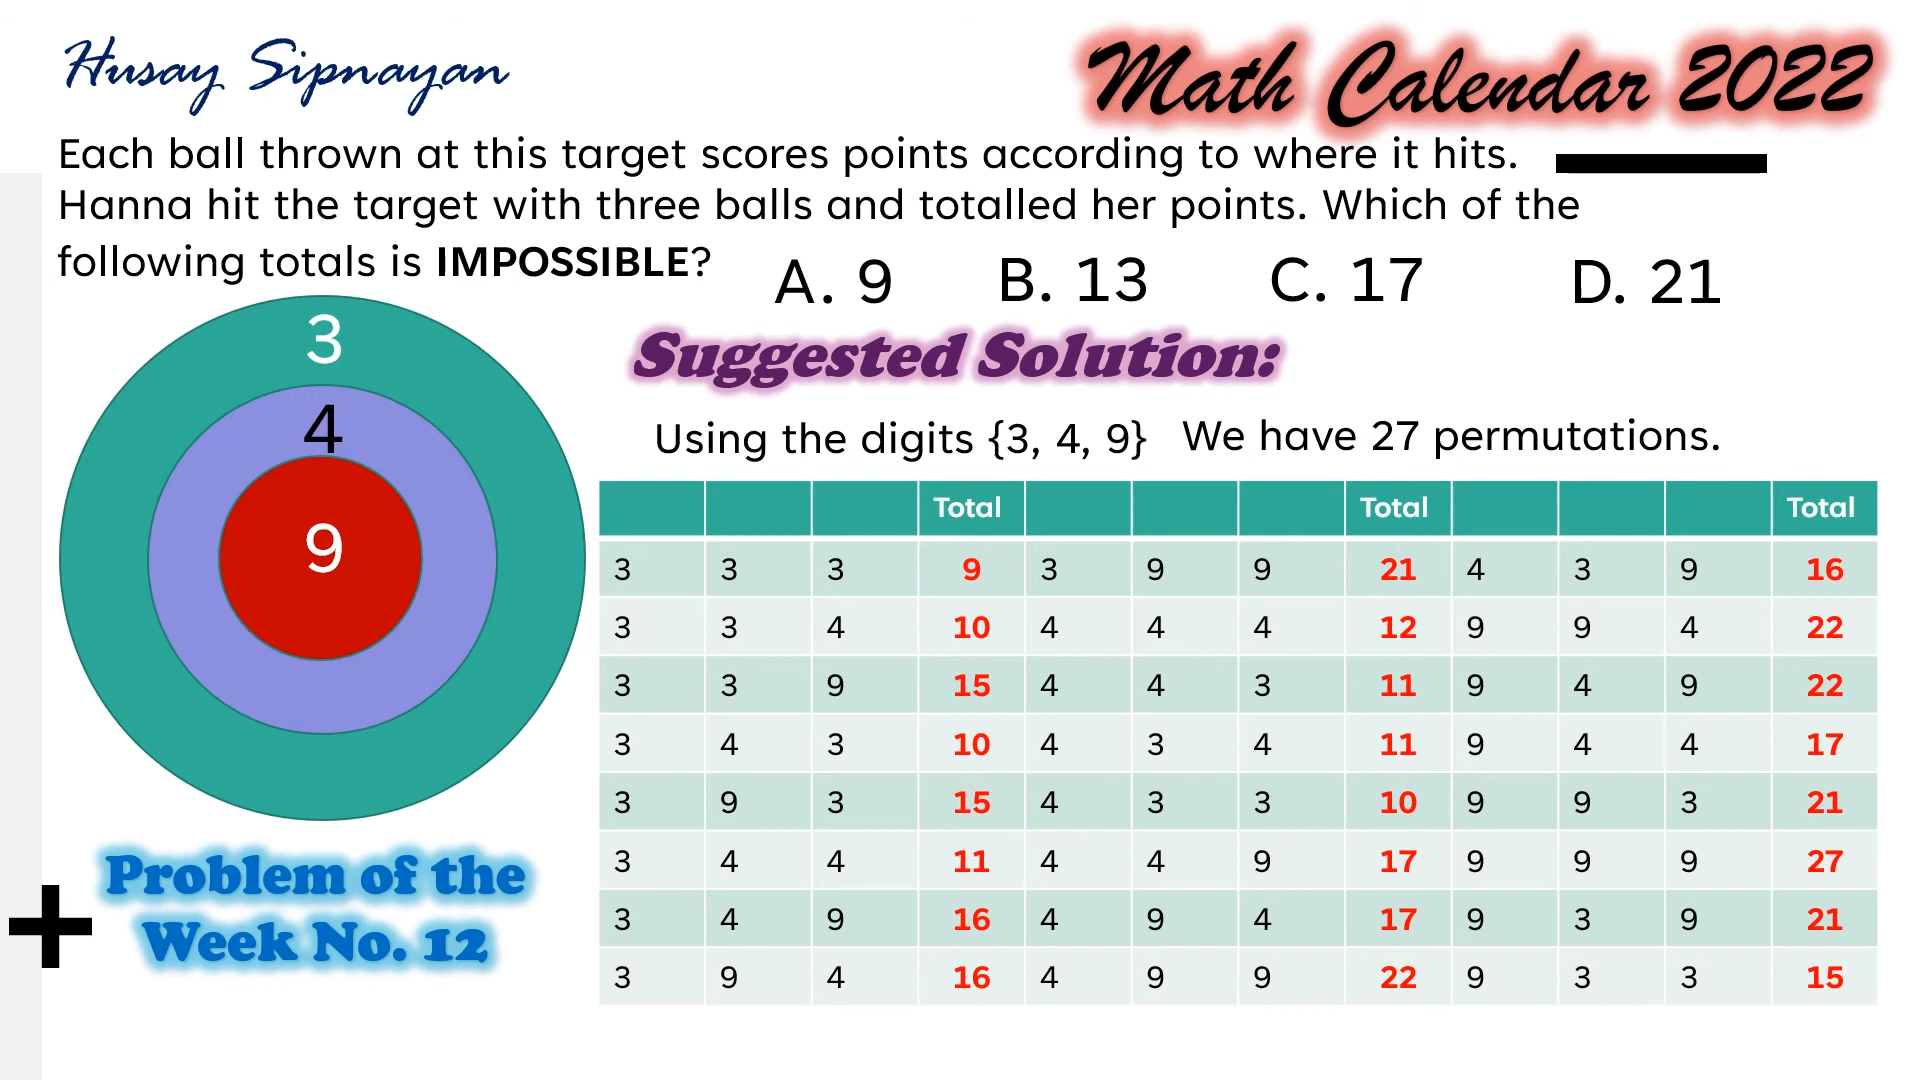 Husay Sipnayan
Math Calendar 2022
Each ball thrown at this target scores points according to where it hits.
Hanna hit the target with three balls and totalled her points. Which of the
following totals is IMPOSSIBLE?
A. 9 B. 13 C. 17 D. 21
3
4
9
Suggested Solution:
Using the digits {3, 4, 9} We have 27 permutations.
Total Total Total
3 3 3 9 3 9 9 21 4 3 9 16
3 3 4 10 4 4 4 12 9 9 4 22
3 3 9 15 4 4 3 11 9 4 9 22
3 4 3 10 4 3 4 11 9 4 4 17
3 9 3 15 4 3 3 10 9 9 3 21
3 4 4 11 4 4 9 17 9 9 9 27
3 4 9 16 4 9 4 17 9 3 9 21
3 9 4 16 4 9 9 22 9 3 3 15
Problem of the
Week No. 12